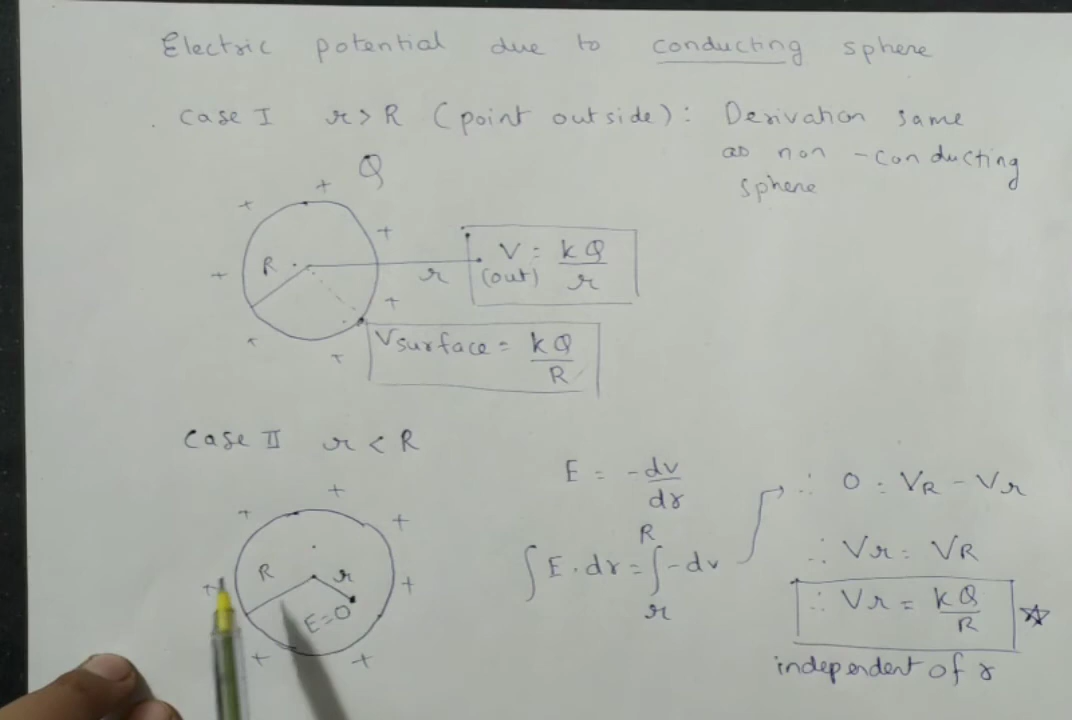 Electric potential due to conducting sphere
Case I r > R (point outside): Derivation same
as non-conducting
sphere
Q
+ + + + + + +
R
r
V(out) = kQ/r
Vsurface = kQ/R
Case II r < R
+ + + + + + +
R r
E=0
E = -dv/dr
∫E.dr = ∫_r^R -dv
∴ 0 = VR - Vr
∴ Vr = VR
∴ Vr = kQ/R ☆
independent of r